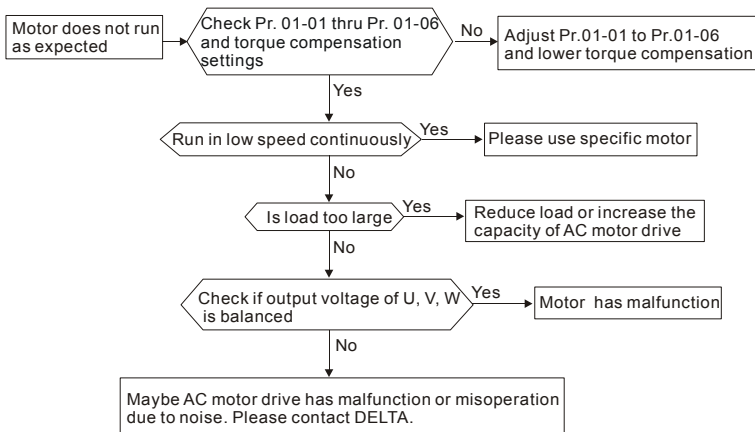 Motor does not run
as expected
Check Pr. 01-01 thru Pr. 01-06
and torque compensation
settings
No
Adjust Pr.01-01 to Pr.01-06
and lower torque compensation
Yes
Run in low speed continuously
Yes
Please use specific motor
No
Is load too large
Yes
Reduce load or increase the
capacity of AC motor drive
No
Check if output voltage of U, V, W
is balanced
Yes
Motor has malfunction
No
Maybe AC motor drive has malfunction or misoperation
due to noise. Please contact DELTA.